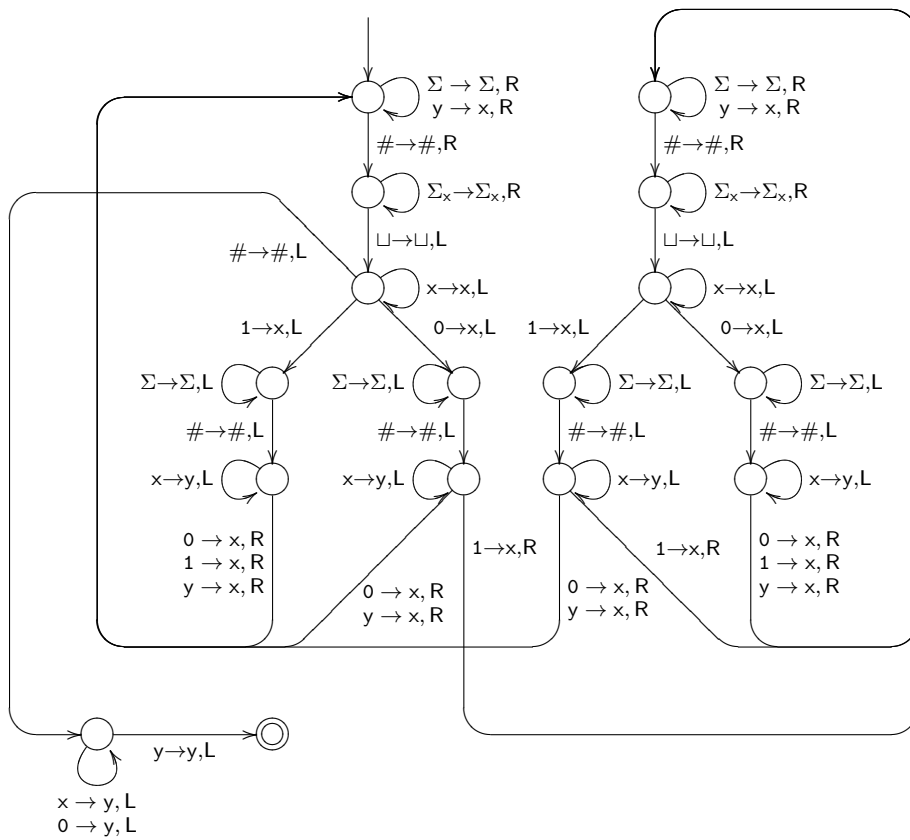 Σ → Σ, R
y → x, R
Σ → Σ, R
y → x, R
#→#,R
#→#,R
Σₓ→Σₓ,R
Σₓ→Σₓ,R
#→#,L
⊔→⊔,L
⊔→⊔,L
x→x,L
x→x,L
1→x,L
0→x,L
1→x,L
0→x,L
Σ→Σ,L
Σ→Σ,L
Σ→Σ,L
Σ→Σ,L
#→#,L
#→#,L
#→#,L
#→#,L
x→y,L
x→y,L
x→y,L
x→y,L
0 → x, R
1 → x, R
y → x, R
1→x,R
1→x,R
0 → x, R
1 → x, R
y → x, R
0 → x, R
y → x, R
0 → x, R
y → x, R
y→y,L
x → y, L
0 → y, L